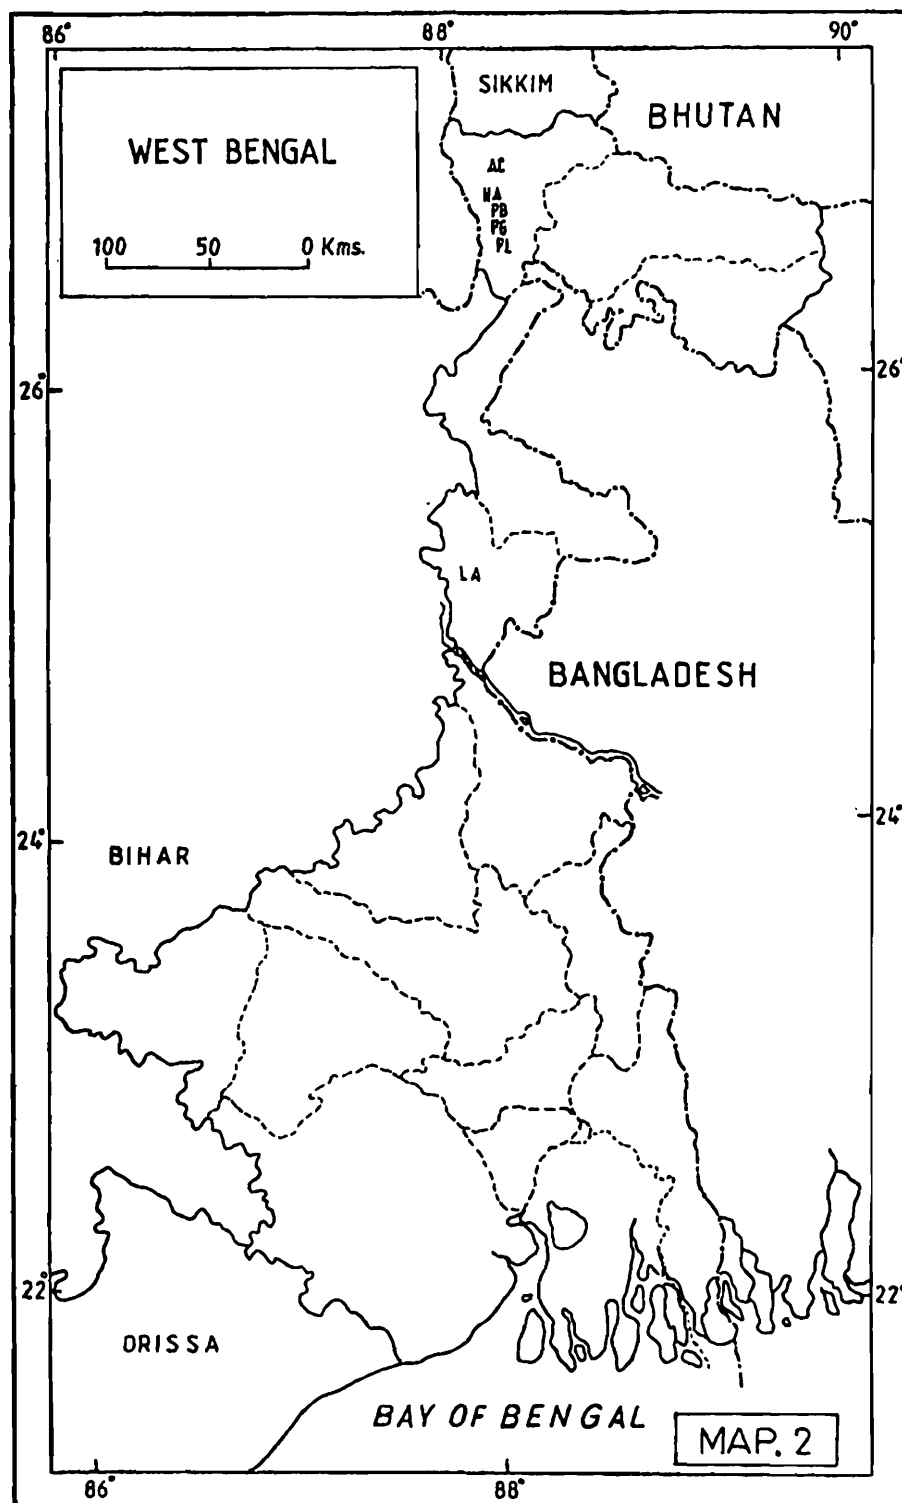 86° 88° 90°
SIKKIM
BHUTAN
WEST BENGAL
100 50 0 Kms.
AC
HA
PB
PG
PL
26° 26°
LA
BANGLADESH
24° 24°
BIHAR
22° 22°
ORISSA
BAY OF BENGAL
MAP. 2
86° 88°